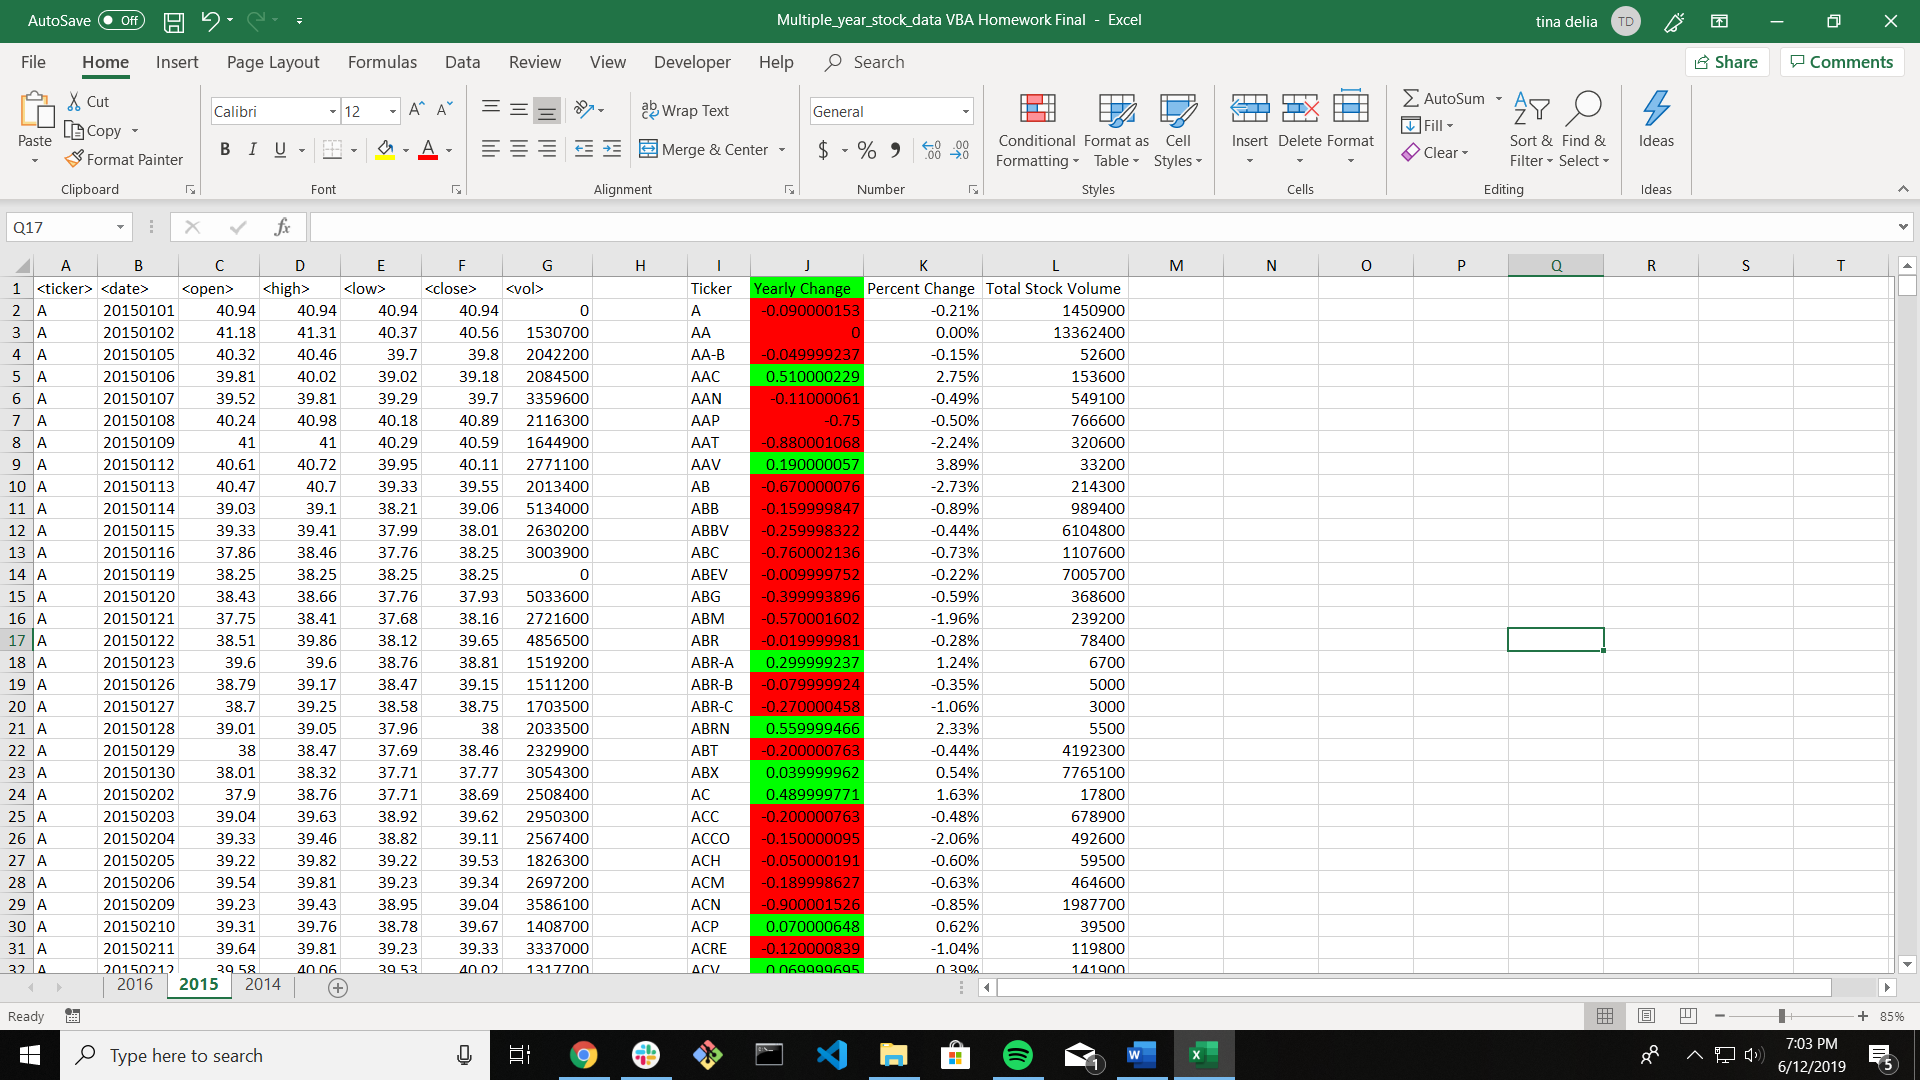 AutoSave Off Multiple_year_stock_data VBA Homework Final - Excel tina delia TD
File Home Insert Page Layout Formulas Data Review View Developer Help Search Share Comments
Paste Cut Copy Format Painter Clipboard
Calibri 12 B I U A Font
Wrap Text Merge & Center Alignment
General $ % Number
Conditional Formatting Format as Table Cell Styles Styles
Insert Delete Format Cells
AutoSum Fill Clear Sort & Filter Find & Select Editing
Ideas Ideas
Q17 fx
A B C D E F G H I J K L M N O P Q R S T
1 <ticker> <date> <open> <high> <low> <close> <vol> Ticker Yearly Change Percent Change Total Stock Volume
2 A 20150101 40.94 40.94 40.94 40.94 0 A -0.090000153 -0.21% 1450900
3 A 20150102 41.18 41.31 40.37 40.56 1530700 AA 0 0.00% 13362400
4 A 20150105 40.32 40.46 39.7 39.8 2042200 AA-B -0.049999237 -0.15% 52600
5 A 20150106 39.81 40.02 39.02 39.18 2084500 AAC 0.510000229 2.75% 153600
6 A 20150107 39.52 39.81 39.29 39.7 3359600 AAN -0.11000061 -0.49% 549100
7 A 20150108 40.24 40.98 40.18 40.89 2116300 AAP -0.75 -0.50% 766600
8 A 20150109 41 41 40.29 40.59 1644900 AAT -0.880001068 -2.24% 320600
9 A 20150112 40.61 40.72 39.95 40.11 2771100 AAV 0.190000057 3.89% 33200
10 A 20150113 40.47 40.7 39.33 39.55 2013400 AB -0.670000076 -2.73% 214300
11 A 20150114 39.03 39.1 38.21 39.06 5134000 ABB -0.159999847 -0.89% 989400
12 A 20150115 39.33 39.41 37.99 38.01 2630200 ABBV -0.259998322 -0.44% 6104800
13 A 20150116 37.86 38.46 37.76 38.25 3003900 ABC -0.760002136 -0.73% 1107600
14 A 20150119 38.25 38.25 38.25 38.25 0 ABEV -0.009999752 -0.22% 7005700
15 A 20150120 38.43 38.66 37.76 37.93 5033600 ABG -0.399993896 -0.59% 368600
16 A 20150121 37.75 38.41 37.68 38.16 2721600 ABM -0.570001602 -1.96% 239200
17 A 20150122 38.51 39.86 38.12 39.65 4856500 ABR -0.019999981 -0.28% 78400
18 A 20150123 39.6 39.6 38.76 38.81 1519200 ABR-A 0.299999237 1.24% 6700
19 A 20150126 38.79 39.17 38.47 39.15 1511200 ABR-B -0.079999924 -0.35% 5000
20 A 20150127 38.7 39.25 38.58 38.75 1703500 ABR-C -0.270000458 -1.06% 3000
21 A 20150128 39.01 39.05 37.96 38 2033500 ABRN 0.559999466 2.33% 5500
22 A 20150129 38 38.47 37.69 38.46 2329900 ABT -0.200000763 -0.44% 4192300
23 A 20150130 38.01 38.32 37.71 37.77 3054300 ABX 0.039999962 0.54% 7765100
24 A 20150202 37.9 38.76 37.71 38.69 2508400 AC 0.489999771 1.63% 17800
25 A 20150203 39.04 39.63 38.92 39.62 2950300 ACC -0.200000763 -0.48% 678900
26 A 20150204 39.33 39.46 38.82 39.11 2567400 ACCO -0.150000095 -2.06% 492600
27 A 20150205 39.22 39.82 39.22 39.53 1826300 ACH -0.050000191 -0.60% 59500
28 A 20150206 39.54 39.81 39.23 39.34 2697200 ACM -0.189998627 -0.63% 464600
29 A 20150209 39.23 39.43 38.95 39.04 3586100 ACN -0.900001526 -0.85% 1987700
30 A 20150210 39.31 39.76 38.78 39.67 1408700 ACP 0.070000648 0.62% 39500
31 A 20150211 39.64 39.81 39.23 39.33 3337000 ACRE -0.120000839 -1.04% 119800
32 A 20150212 39.58 40.06 39.53 40.02 1317700 ACV 0.069999695 0.39% 141900
2016 2015 2014
Ready 85%
Type here to search 1 7:03 PM 6/12/2019 5